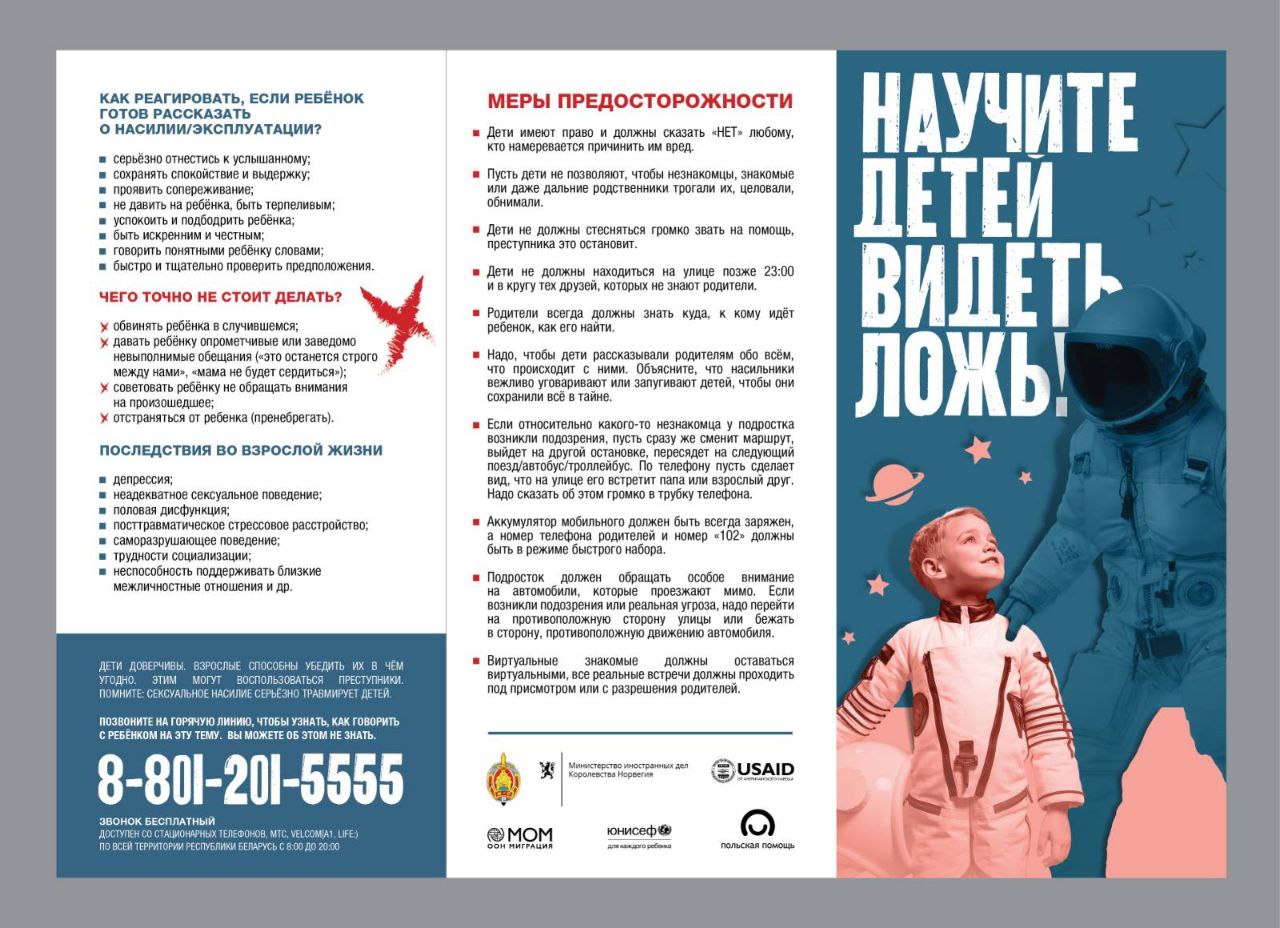 КАК РЕАГИРОВАТЬ, ЕСЛИ РЕБЁНОК
ГОТОВ РАССКАЗАТЬ
О НАСИЛИИ/ЭКСПЛУАТАЦИИ?
серьёзно отнестись к услышанному;
сохранять спокойствие и выдержку;
проявить сопереживание;
не давить на ребёнка, быть терпеливым;
успокоить и подбодрить ребёнка;
быть искренним и честным;
говорить понятными ребёнку словами;
быстро и тщательно проверить предположения.
ЧЕГО ТОЧНО НЕ СТОИТ ДЕЛАТЬ?
обвинять ребёнка в случившемся;
давать ребёнку опрометчивые или заведомо
невыполнимые обещания («это останется строго
между нами», «мама не будет сердиться»);
советовать ребёнку не обращать внимания
на произошедшее;
отстраняться от ребенка (пренебрегать).
ПОСЛЕДСТВИЯ ВО ВЗРОСЛОЙ ЖИЗНИ
депрессия;
неадекватное сексуальное поведение;
половая дисфункция;
посттравматическое стрессовое расстройство;
саморазрушающее поведение;
трудности социализации;
неспособность поддерживать близкие
межличностные отношения и др.
ДЕТИ ДОВЕРЧИВЫ. ВЗРОСЛЫЕ СПОСОБНЫ УБЕДИТЬ ИХ В ЧЁМ
УГОДНО. ЭТИМ МОГУТ ВОСПОЛЬЗОВАТЬСЯ ПРЕСТУПНИКИ.
ПОМНИТЕ: СЕКСУАЛЬНОЕ НАСИЛИЕ СЕРЬЁЗНО ТРАВМИРУЕТ ДЕТЕЙ.
ПОЗВОНИТЕ НА ГОРЯЧУЮ ЛИНИЮ, ЧТОБЫ УЗНАТЬ, КАК ГОВОРИТЬ
С РЕБЁНКОМ НА ЭТУ ТЕМУ. ВЫ МОЖЕТЕ ОБ ЭТОМ НЕ ЗНАТЬ.
8-801-201-5555
ЗВОНОК БЕСПЛАТНЫЙ
ДОСТУПЕН СО СТАЦИОНАРНЫХ ТЕЛЕФОНОВ, МТС, VELCOM(A1, LIFE:)
ПО ВСЕЙ ТЕРРИТОРИИ РЕСПУБЛИКИ БЕЛАРУСЬ С 8:00 ДО 20:00
МЕРЫ ПРЕДОСТОРОЖНОСТИ
Дети имеют право и должны сказать «НЕТ» любому,
кто намеревается причинить им вред.
Пусть дети не позволяют, чтобы незнакомцы, знакомые
или даже дальние родственники трогали их, целовали,
обнимали.
Дети не должны стесняться громко звать на помощь,
преступника это остановит.
Дети не должны находиться на улице позже 23:00
и в кругу тех друзей, которых не знают родители.
Родители всегда должны знать куда, к кому идёт
ребенок, как его найти.
Надо, чтобы дети рассказывали родителям обо всём,
что происходит с ними. Объясните, что насильники
вежливо уговаривают или запугивают детей, чтобы они
сохранили всё в тайне.
Если относительно какого-то незнакомца у подростка
возникли подозрения, пусть сразу же сменит маршрут,
выйдет на другой остановке, пересядет на следующий
поезд/автобус/троллейбус. По телефону пусть сделает
вид, что на улице его встретит папа или взрослый друг.
Надо сказать об этом громко в трубку телефона.
Аккумулятор мобильного должен быть всегда заряжен,
а номер телефона родителей и номер «102» должны
быть в режиме быстрого набора.
Подросток должен обращать особое внимание
на автомобили, которые проезжают мимо. Если
возникли подозрения или реальная угроза, надо перейти
на противоположную сторону улицы или бежать
в сторону, противоположную движению автомобиля.
Виртуальные знакомые должны оставаться
виртуальными, все реальные встречи должны проходить
под присмотром или с разрешения родителей.
Министерство иностранных дел
Королевства Норвегия
USAID
ОТ АМЕРИКАНСКОГО НАРОДА
МОМ
ООН МИГРАЦИЯ
юнисеф
для каждого ребенка
ПОЛЬСКАЯ ПОМОЩЬ
НАУЧИТЕ
ДЕТЕЙ
ВИДЕТЬ
ЛОЖЬ!